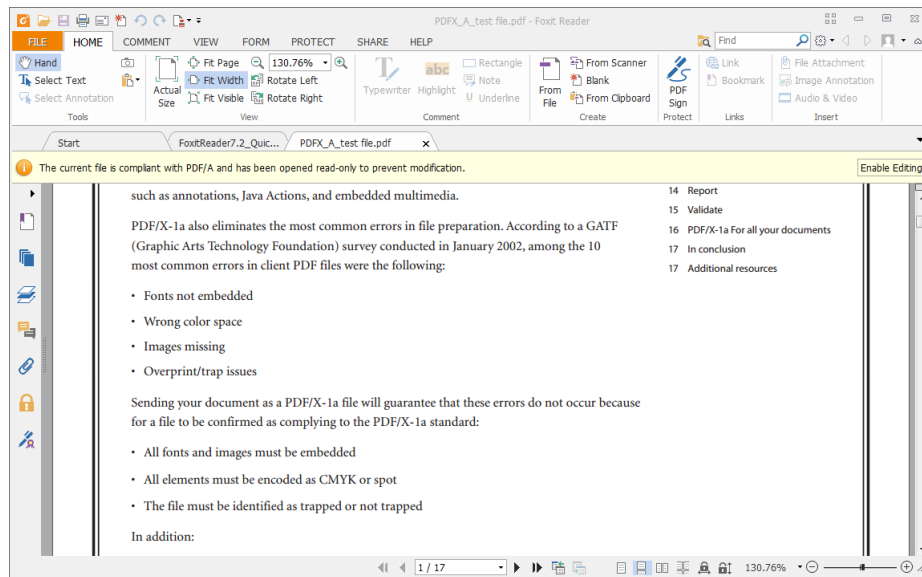 PDFX_A_test file.pdf - Foxit Reader
FILE HOME COMMENT VIEW FORM PROTECT SHARE HELP
Find
Hand
Select Text
Select Annotation
Tools
Actual Size
Fit Page
Fit Width
Fit Visible
130.76%
Rotate Left
Rotate Right
View
Typewriter
abc
Highlight
Rectangle
Note
Underline
Comment
From File
From Scanner
Blank
From Clipboard
Create
PDF Sign
Protect
Link
Bookmark
Links
File Attachment
Image Annotation
Audio & Video
Insert
Start
FoxitReader7.2_Quic...
PDFX_A_test file.pdf
The current file is compliant with PDF/A and has been opened read-only to prevent modification.
Enable Editing
such as annotations, Java Actions, and embedded multimedia.
PDF/X-1a also eliminates the most common errors in file preparation. According to a GATF
(Graphic Arts Technology Foundation) survey conducted in January 2002, among the 10
most common errors in client PDF files were the following:
• Fonts not embedded
• Wrong color space
• Images missing
• Overprint/trap issues
Sending your document as a PDF/X-1a file will guarantee that these errors do not occur because
for a file to be confirmed as complying to the PDF/X-1a standard:
• All fonts and images must be embedded
• All elements must be encoded as CMYK or spot
• The file must be identified as trapped or not trapped
In addition:
14 Report
15 Validate
16 PDF/X-1a For all your documents
17 In conclusion
17 Additional resources
1 / 17
130.76%